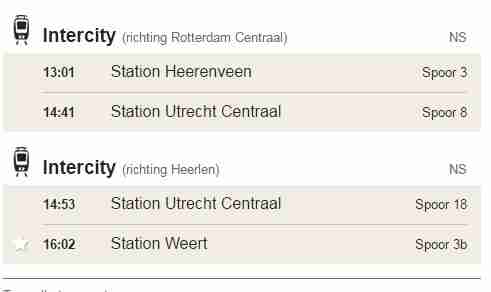 Intercity (richting Rotterdam Centraal) NS
13:01 Station Heerenveen Spoor 3
14:41 Station Utrecht Centraal Spoor 8
Intercity (richting Heerlen) NS
14:53 Station Utrecht Centraal Spoor 18
16:02 Station Weert Spoor 3b